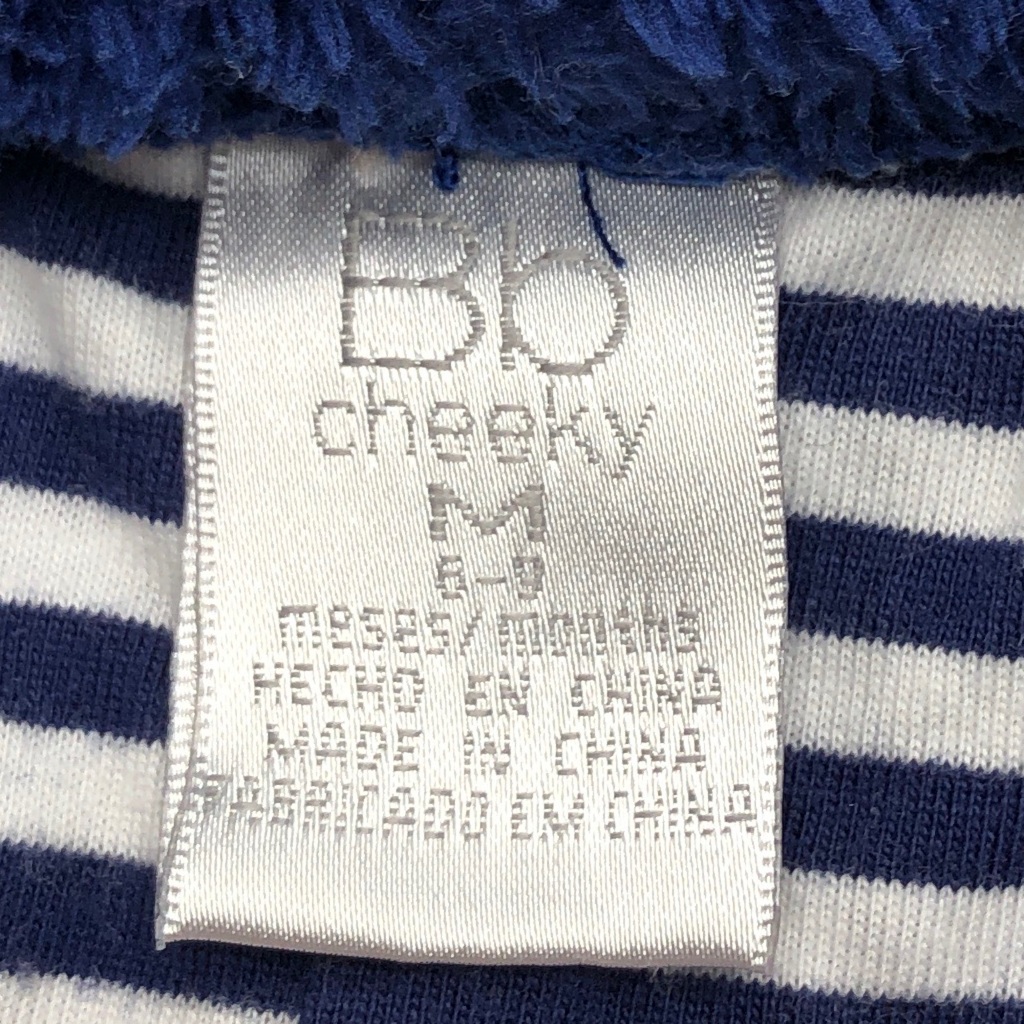 Bb
cheeky
M
6-9
meses/months
HECHO EN CHINA
MADE IN CHINA
FABRICADO EM CHINA